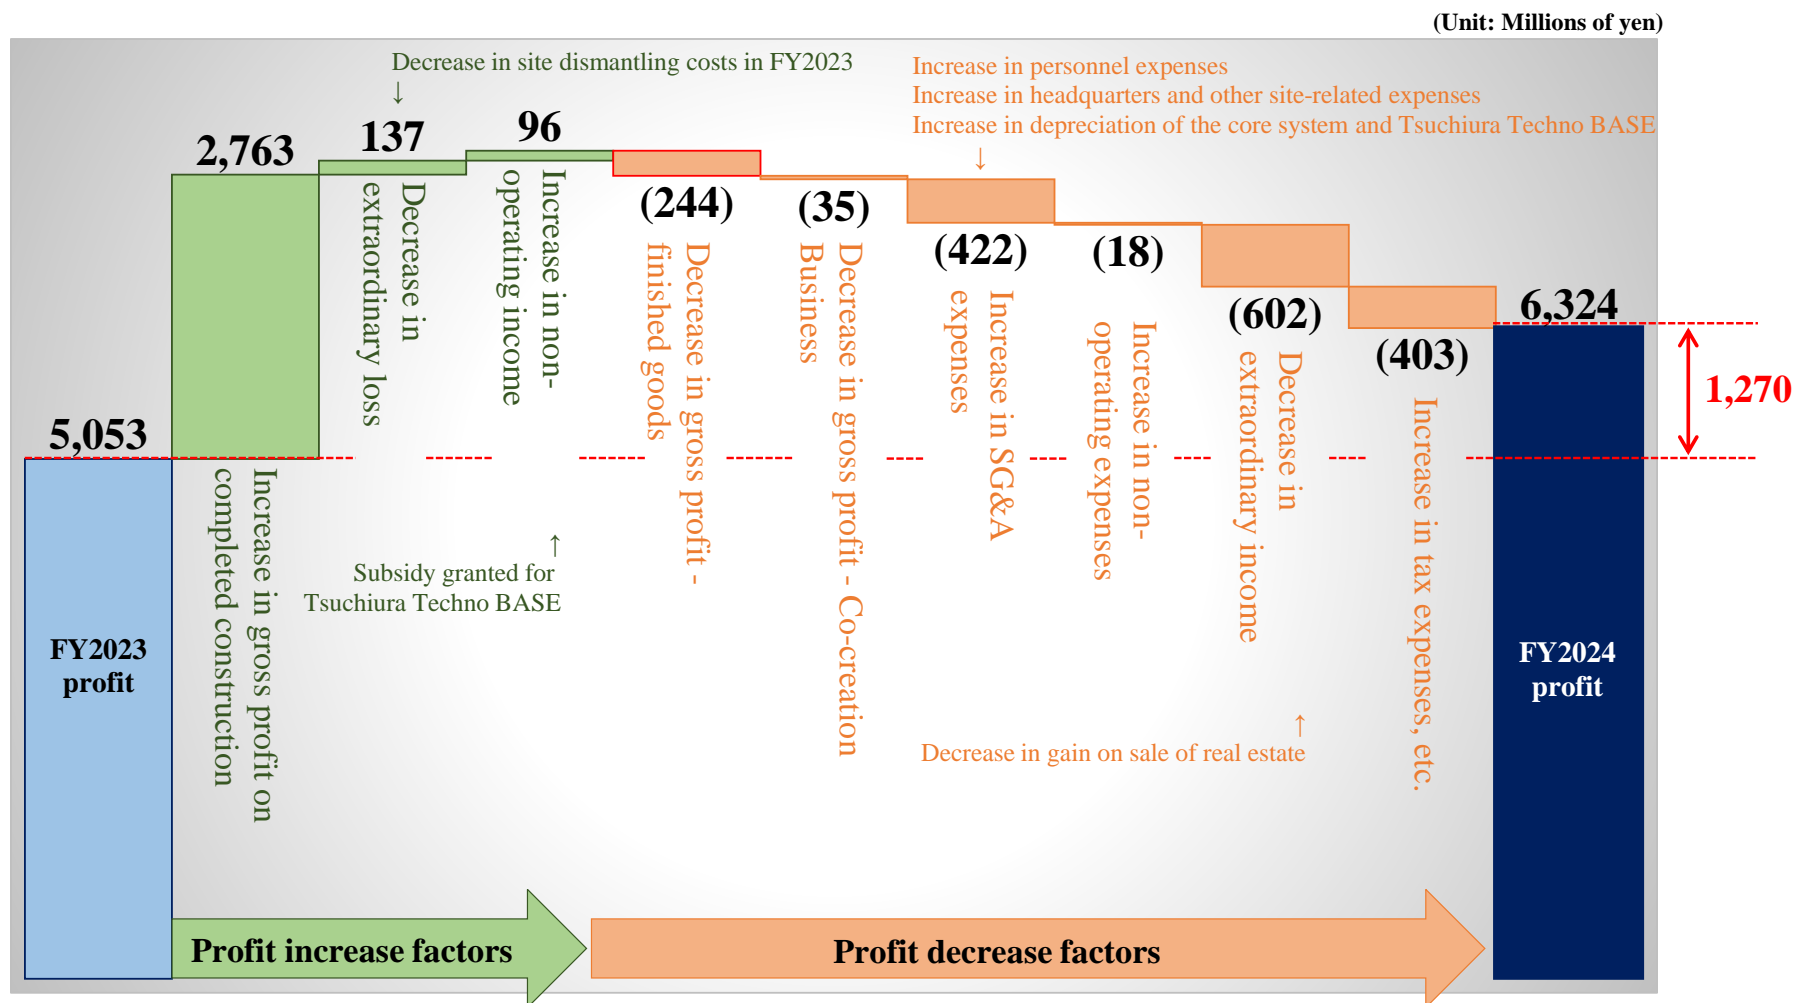 (Unit: Millions of yen)
Decrease in site dismantling costs in FY2023
↓
Increase in personnel expenses
Increase in headquarters and other site-related expenses
Increase in depreciation of the core system and Tsuchiura Techno BASE
↓
5,053
FY2023
profit
2,763
Increase in gross profit on
completed construction
137
Decrease in
extraordinary loss
96
Increase in non-
operating income
↑
Subsidy granted for
Tsuchiura Techno BASE
(244)
Decrease in gross profit -
finished goods
(35)
Decrease in gross profit - Co-creation
Business
(422)
Increase in SG&A
expenses
(18)
Increase in non-
operating expenses
(602)
Decrease in
extraordinary income
↑
Decrease in gain on sale of real estate
(403)
Increase in tax expenses, etc.
6,324
FY2024
profit
1,270
Profit increase factors
Profit decrease factors